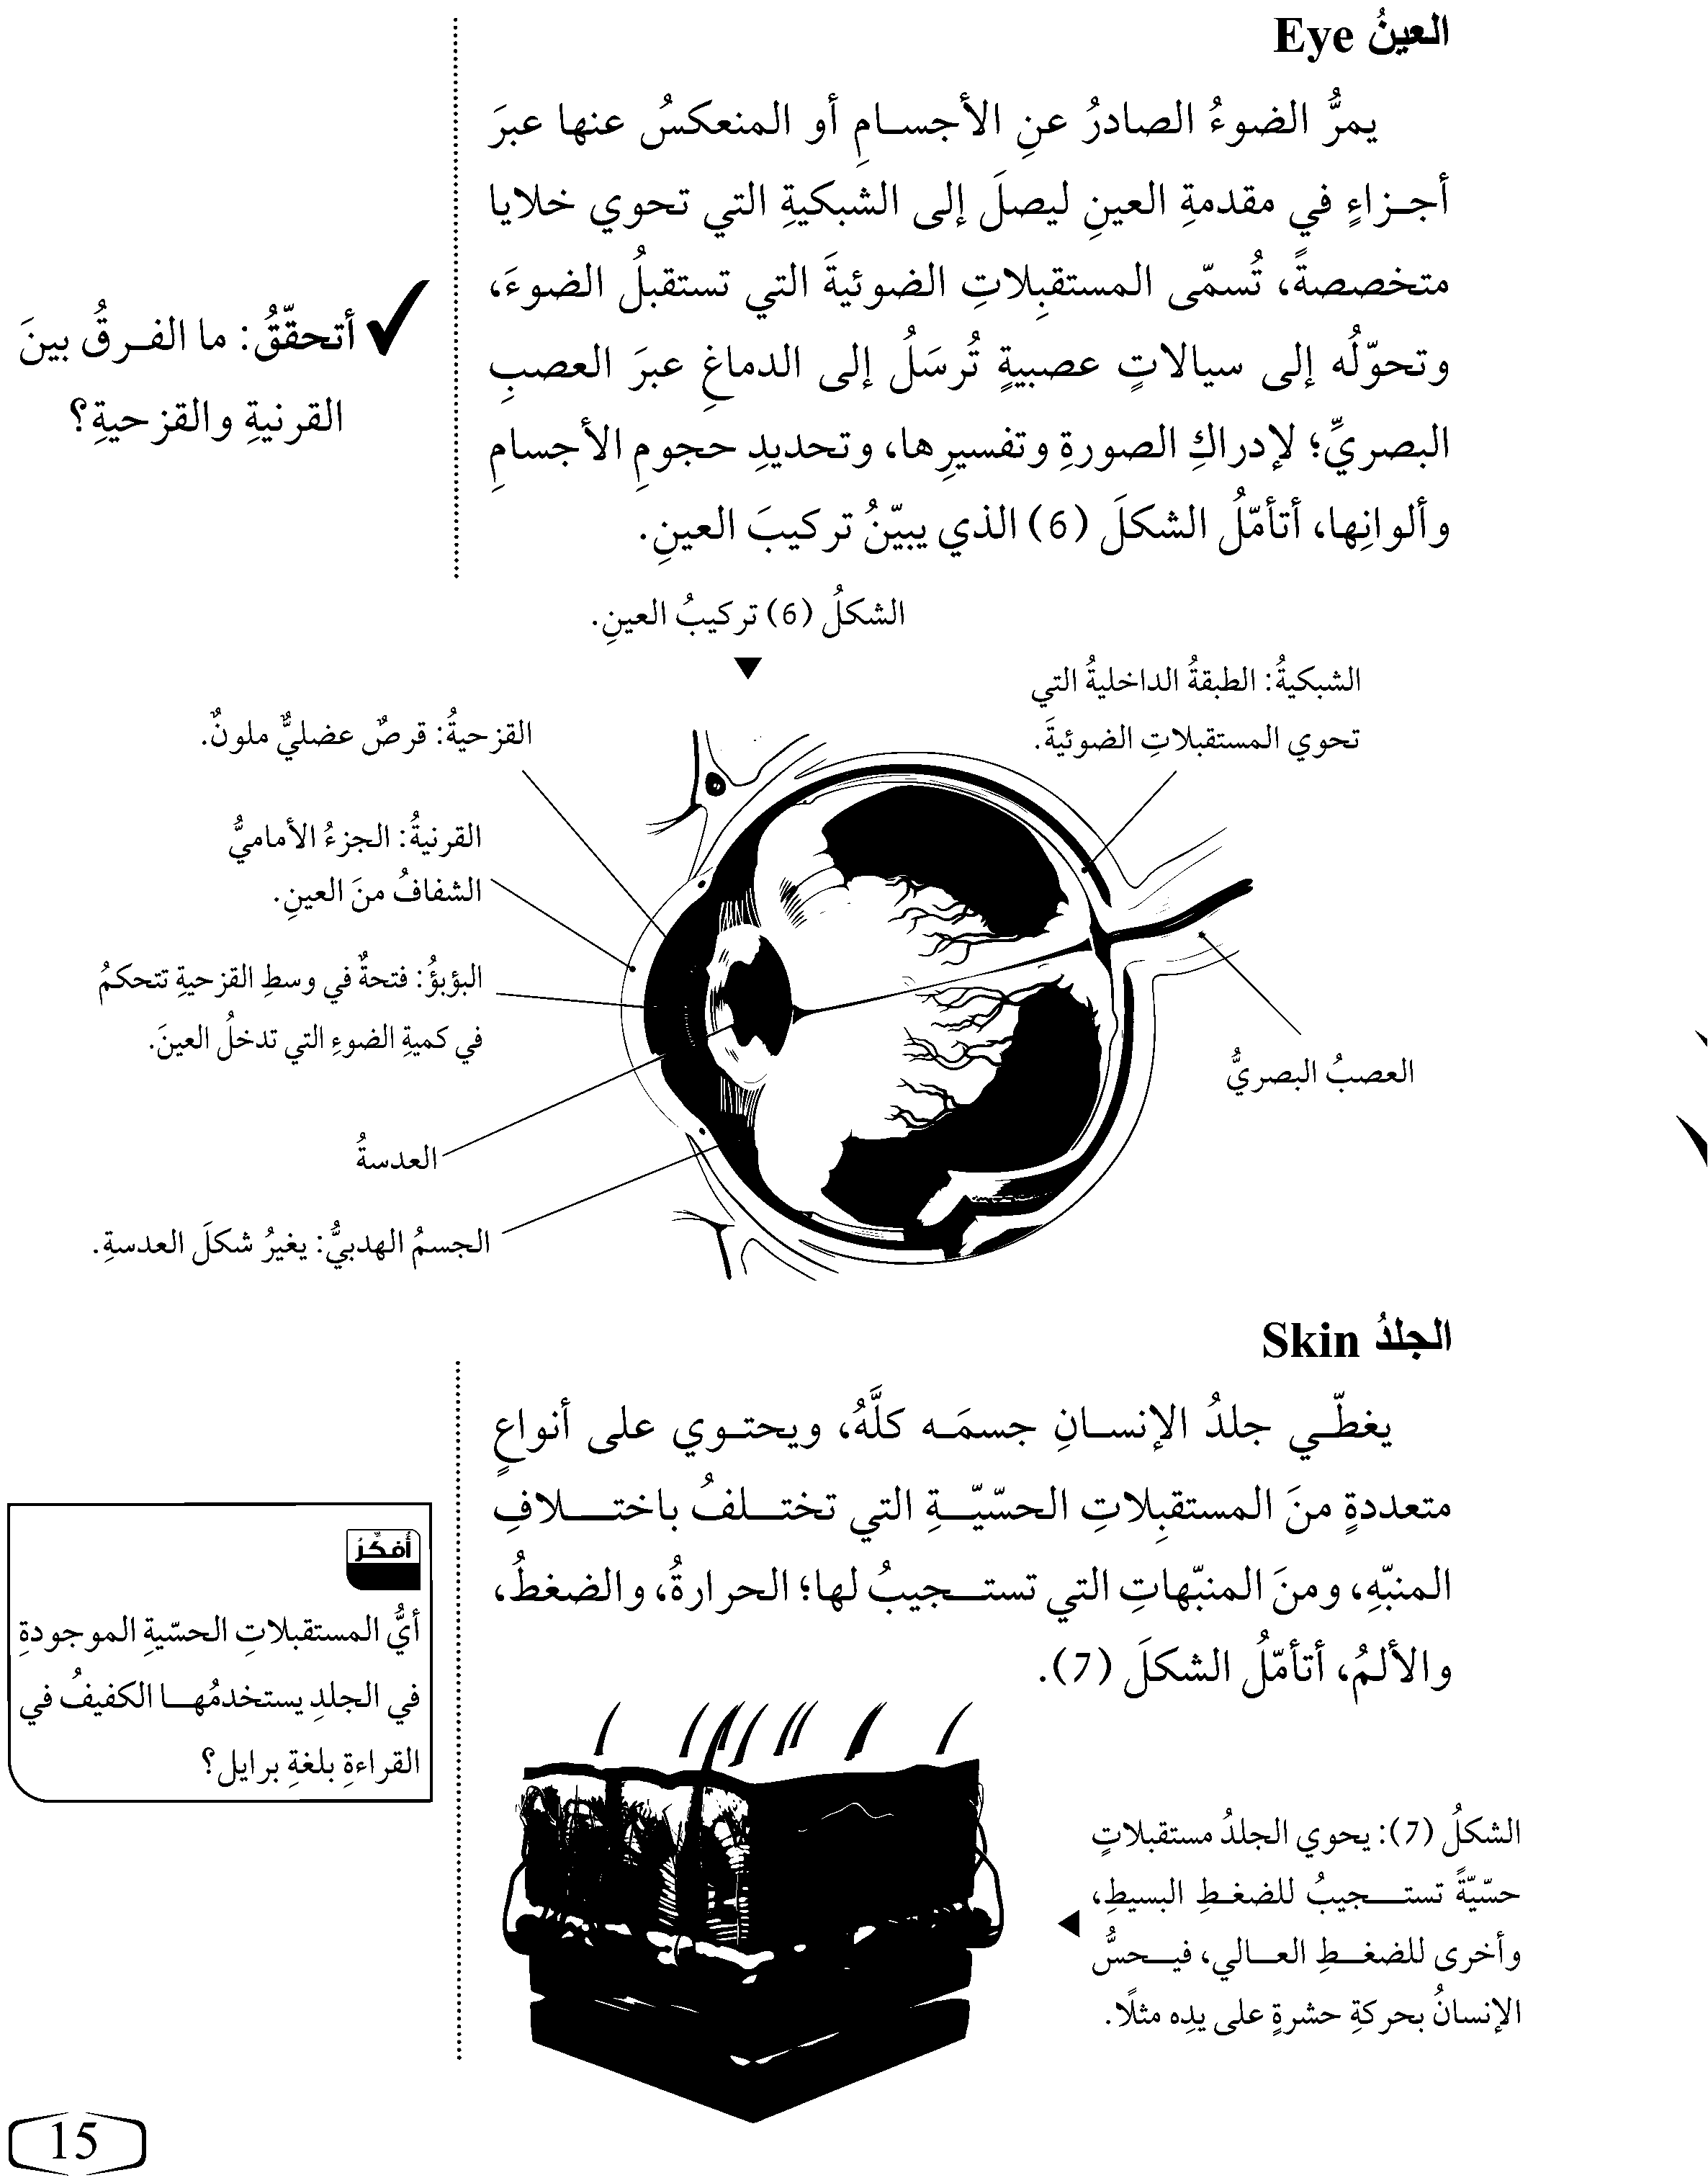 العينُ Eye
يمرُّ الضوءُ الصادرُ عنِ الأجسامِ أو المنعكسُ عنها عبرَ
أجزاءٍ في مقدمةِ العينِ ليصلَ إلى الشبكيةِ التي تحوي خلايا
متخصصةً، تُسمّى المستقبِلاتِ الضوئيةَ التي تستقبلُ الضوءَ،
وتحوّلُه إلى سيالاتٍ عصبيةٍ تُرسَلُ إلى الدماغِ عبرَ العصبِ
البصريِّ؛ لإدراكِ الصورةِ وتفسيرِها، وتحديدِ حجومِ الأجسامِ
وألوانِها، أتأمّلُ الشكلَ (6) الذي يبيّنُ تركيبَ العينِ.
أتحقّقُ: ما الفرقُ بينَ
القرنيةِ والقزحيةِ؟
الشكلُ (6) تركيبُ العينِ.
الشبكيةُ: الطبقةُ الداخليةُ التي
تحوي المستقبلاتِ الضوئيةَ.
العصبُ البصريُّ
القزحيةُ: قرصٌ عضليٌّ ملونٌ.
القرنيةُ: الجزءُ الأماميُّ
الشفافُ منَ العينِ.
البؤبؤُ: فتحةٌ في وسطِ القزحيةِ تتحكمُ
في كميةِ الضوءِ التي تدخلُ العينَ.
العدسةُ
الجسمُ الهدبيُّ: يغيرُ شكلَ العدسةِ.
الجلدُ Skin
يغطّي جلدُ الإنسانِ جسمَه كلَّهُ، ويحتوي على أنواعٍ
متعددةٍ منَ المستقبِلاتِ الحسّيّةِ التي تختلفُ باختلافِ
المنبّهِ، ومنَ المنبّهاتِ التي تستجيبُ لها؛ الحرارةُ، والضغطُ،
والألمُ، أتأمّلُ الشكلَ (7).
أفكّرُ
أيُّ المستقبلاتِ الحسّيةِ الموجودةِ
في الجلدِ يستخدمُها الكفيفُ في
القراءةِ بلغةِ برايل؟
الشكلُ (7): يحوي الجلدُ مستقبلاتٍ
حسّيّةً تستجيبُ للضغطِ البسيطِ،
وأخرى للضغطِ العالي، فيحسُّ
الإنسانُ بحركةِ حشرةٍ على يدِه مثلًا.
15